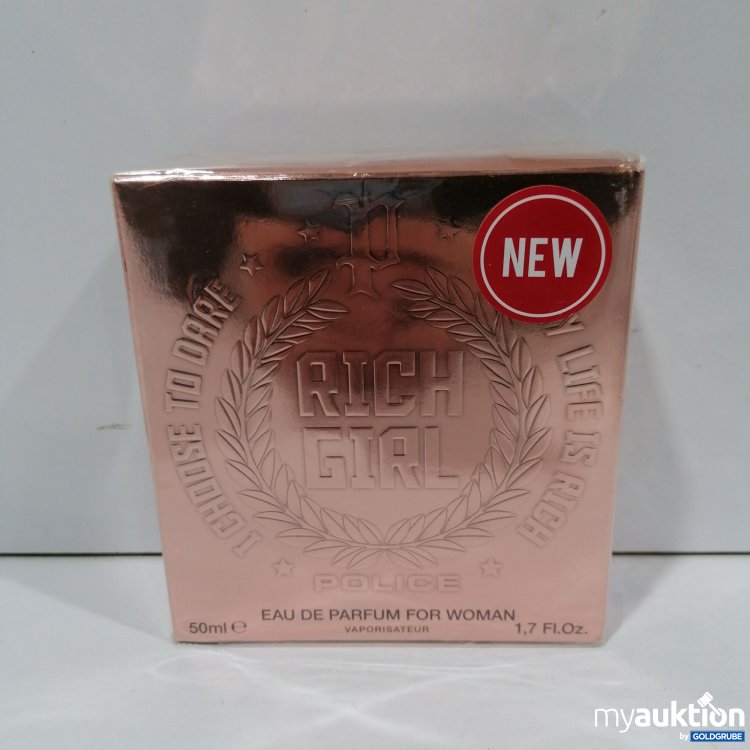 P
NEW
I CHOOSE TO DARE
LIFE IS RICH
RICH
GIRL
POLICE
EAU DE PARFUM FOR WOMAN
50ml e
VAPORISATEUR
1,7 Fl.Oz.
myauktion
by GOLDGRUBE